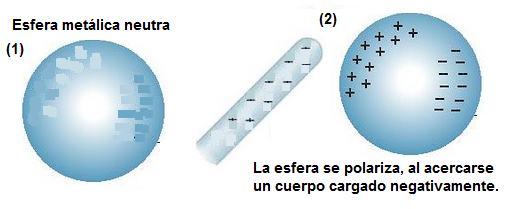 Esfera metálica neutra
(1)
(2)
La esfera se polariza, al acercarse
un cuerpo cargado negativamente.